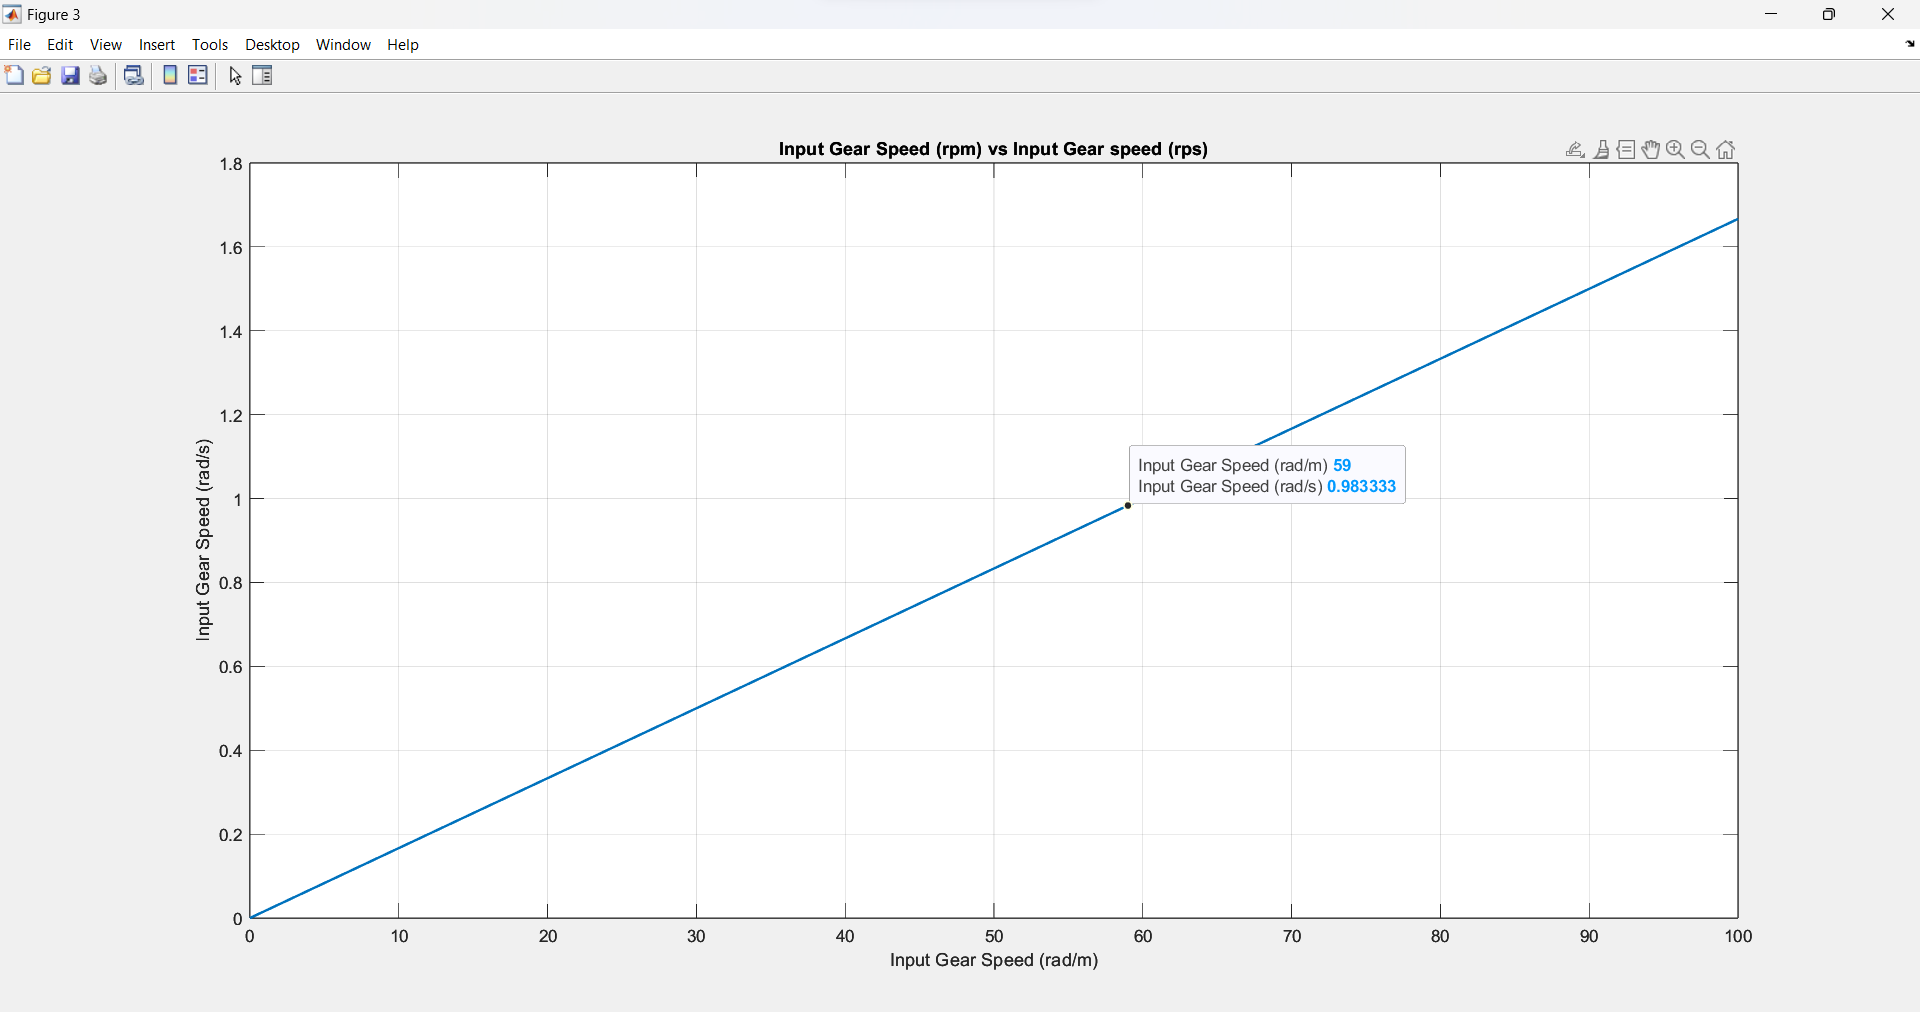 Figure 3
File Edit View Insert Tools Desktop Window Help
Input Gear Speed (rpm) vs Input Gear speed (rps)
1.8
1.6
1.4
1.2
1
0.8
0.6
0.4
0.2
0
Input Gear Speed (rad/s)
Input Gear Speed (rad/m) 59
Input Gear Speed (rad/s) 0.983333
0 10 20 30 40 50 60 70 80 90 100
Input Gear Speed (rad/m)